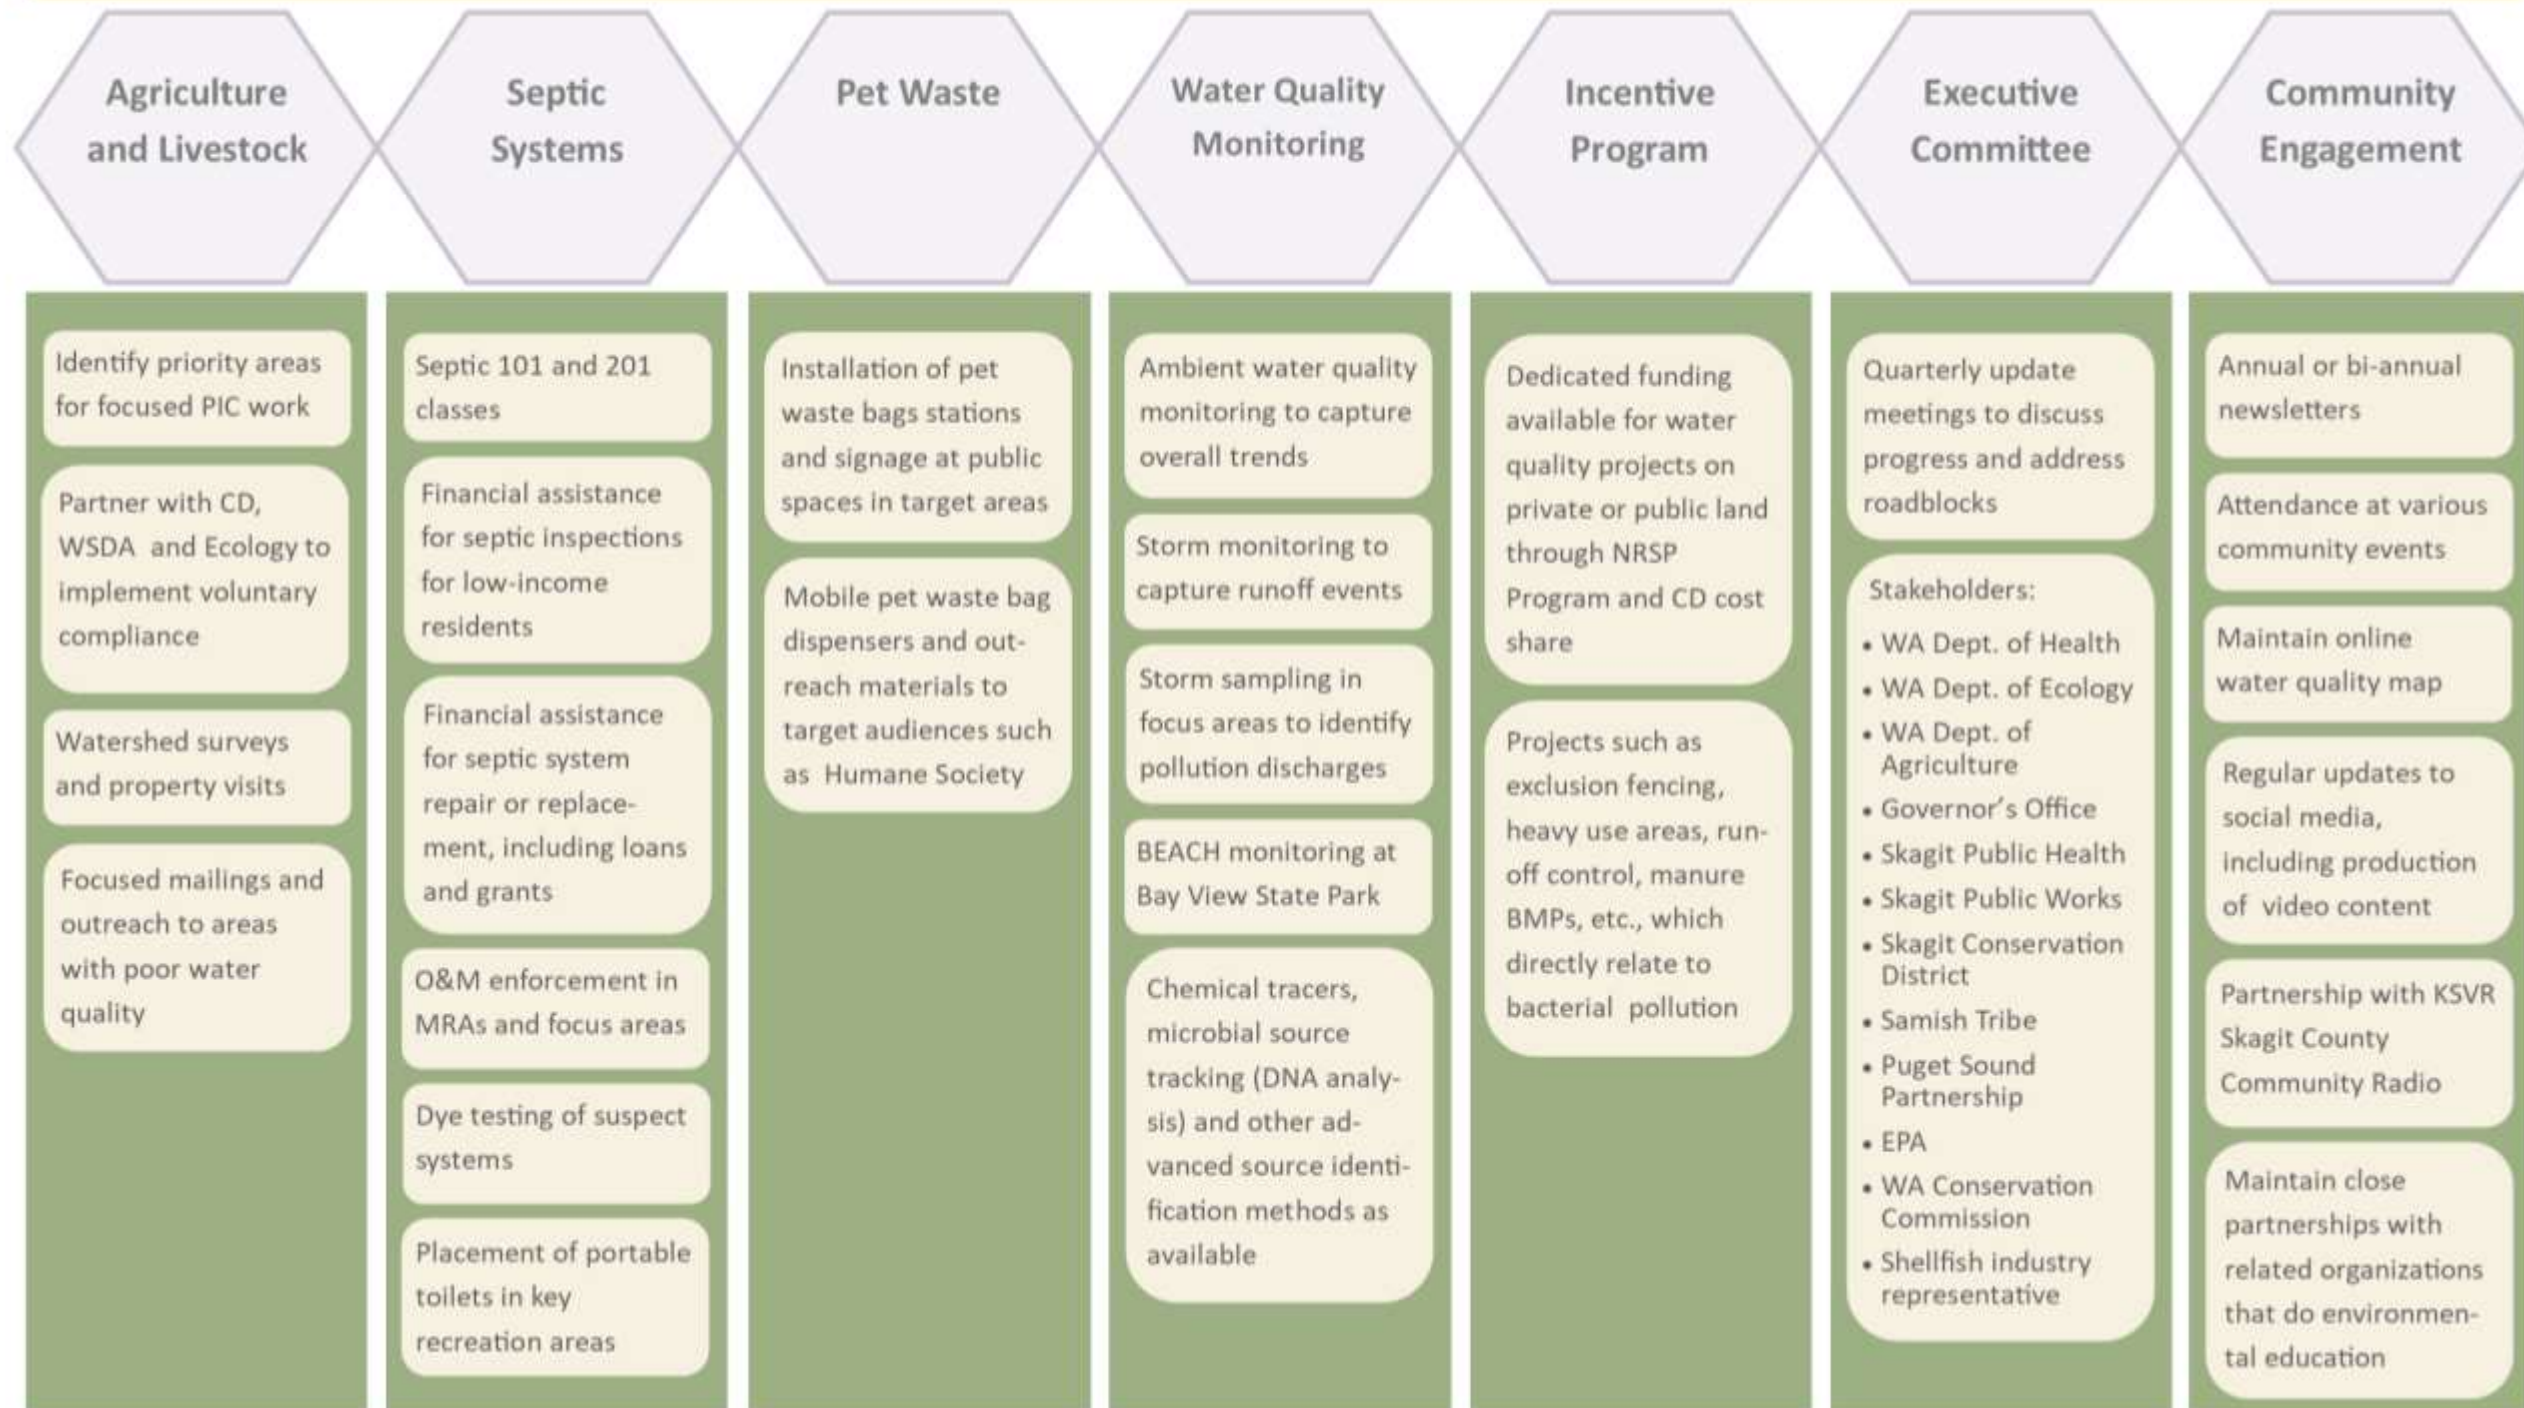 Agriculture
and Livestock
Identify priority areas
for focused PIC work
Partner with CD,
WSDA and Ecology to
implement voluntary
compliance
Watershed surveys
and property visits
Focused mailings and
outreach to areas
with poor water
quality
Septic
Systems
Septic 101 and 201
classes
Financial assistance
for septic inspections
for low-income
residents
Financial assistance
for septic system
repair or replace-
ment, including loans
and grants
O&M enforcement in
MRAs and focus areas
Dye testing of suspect
systems
Placement of portable
toilets in key
recreation areas
Pet Waste
Installation of pet
waste bags stations
and signage at public
spaces in target areas
Mobile pet waste bag
dispensers and out-
reach materials to
target audiences such
as Humane Society
Water Quality
Monitoring
Ambient water quality
monitoring to capture
overall trends
Storm monitoring to
capture runoff events
Storm sampling in
focus areas to identify
pollution discharges
BEACH monitoring at
Bay View State Park
Chemical tracers,
microbial source
tracking (DNA analy-
sis) and other ad-
vanced source identi-
fication methods as
available
Incentive
Program
Dedicated funding
available for water
quality projects on
private or public land
through NRSP
Program and CD cost
share
Projects such as
exclusion fencing,
heavy use areas, run-
off control, manure
BMPs, etc., which
directly relate to
bacterial pollution
Executive
Committee
Quarterly update
meetings to discuss
progress and address
roadblocks
Stakeholders:
• WA Dept. of Health
• WA Dept. of Ecology
• WA Dept. of
Agriculture
• Governor's Office
• Skagit Public Health
• Skagit Public Works
• Skagit Conservation
District
• Samish Tribe
• Puget Sound
Partnership
• EPA
• WA Conservation
Commission
• Shellfish industry
representative
Community
Engagement
Annual or bi-annual
newsletters
Attendance at various
community events
Maintain online
water quality map
Regular updates to
social media,
including production
of video content
Partnership with KSVR
Skagit County
Community Radio
Maintain close
partnerships with
related organizations
that do environmen-
tal education